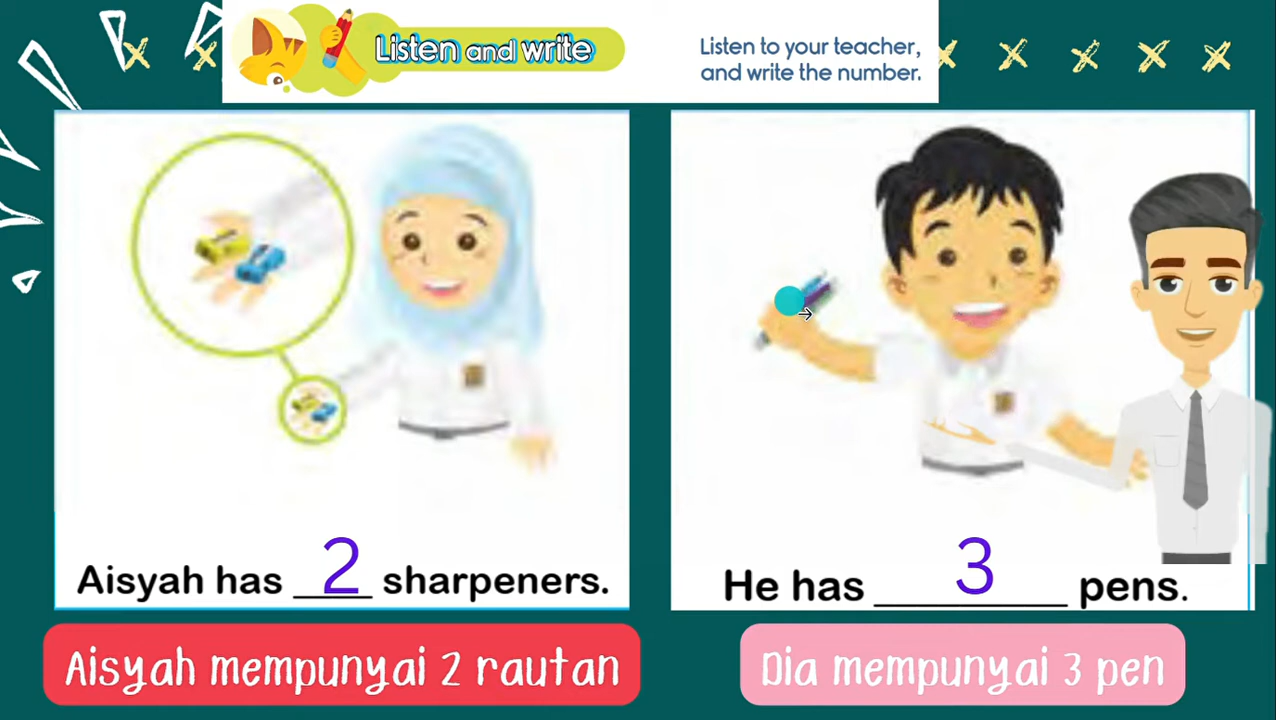 Listen and write
Listen to your teacher,
and write the number.
Aisyah has 2 sharpeners.
He has 3 pens.
Aisyah mempunyai 2 rautan
Dia mempunyai 3 pen